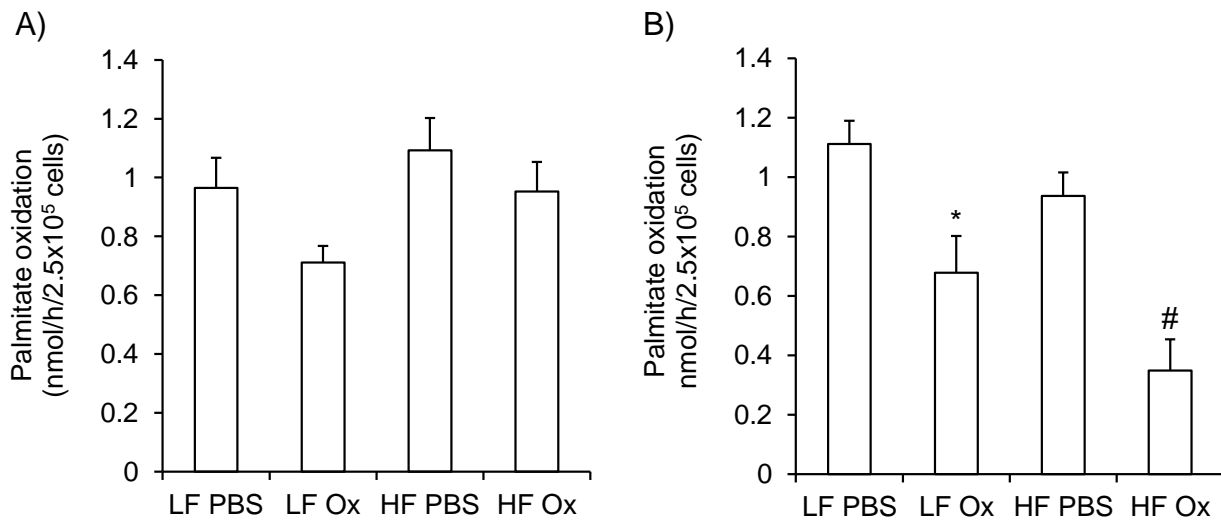 A)
Palmitate oxidation
(nmol/h/2.5x10⁵ cells)
1.4
1.2
1
0.8
0.6
0.4
0.2
0
LF PBS LF Ox HF PBS HF Ox
B)
Palmitate oxidation
nmol/h/2.5x10⁵ cells)
1.4
1.2
1
0.8
0.6
0.4
0.2
0
*
#
LF PBS LF Ox HF PBS HF Ox